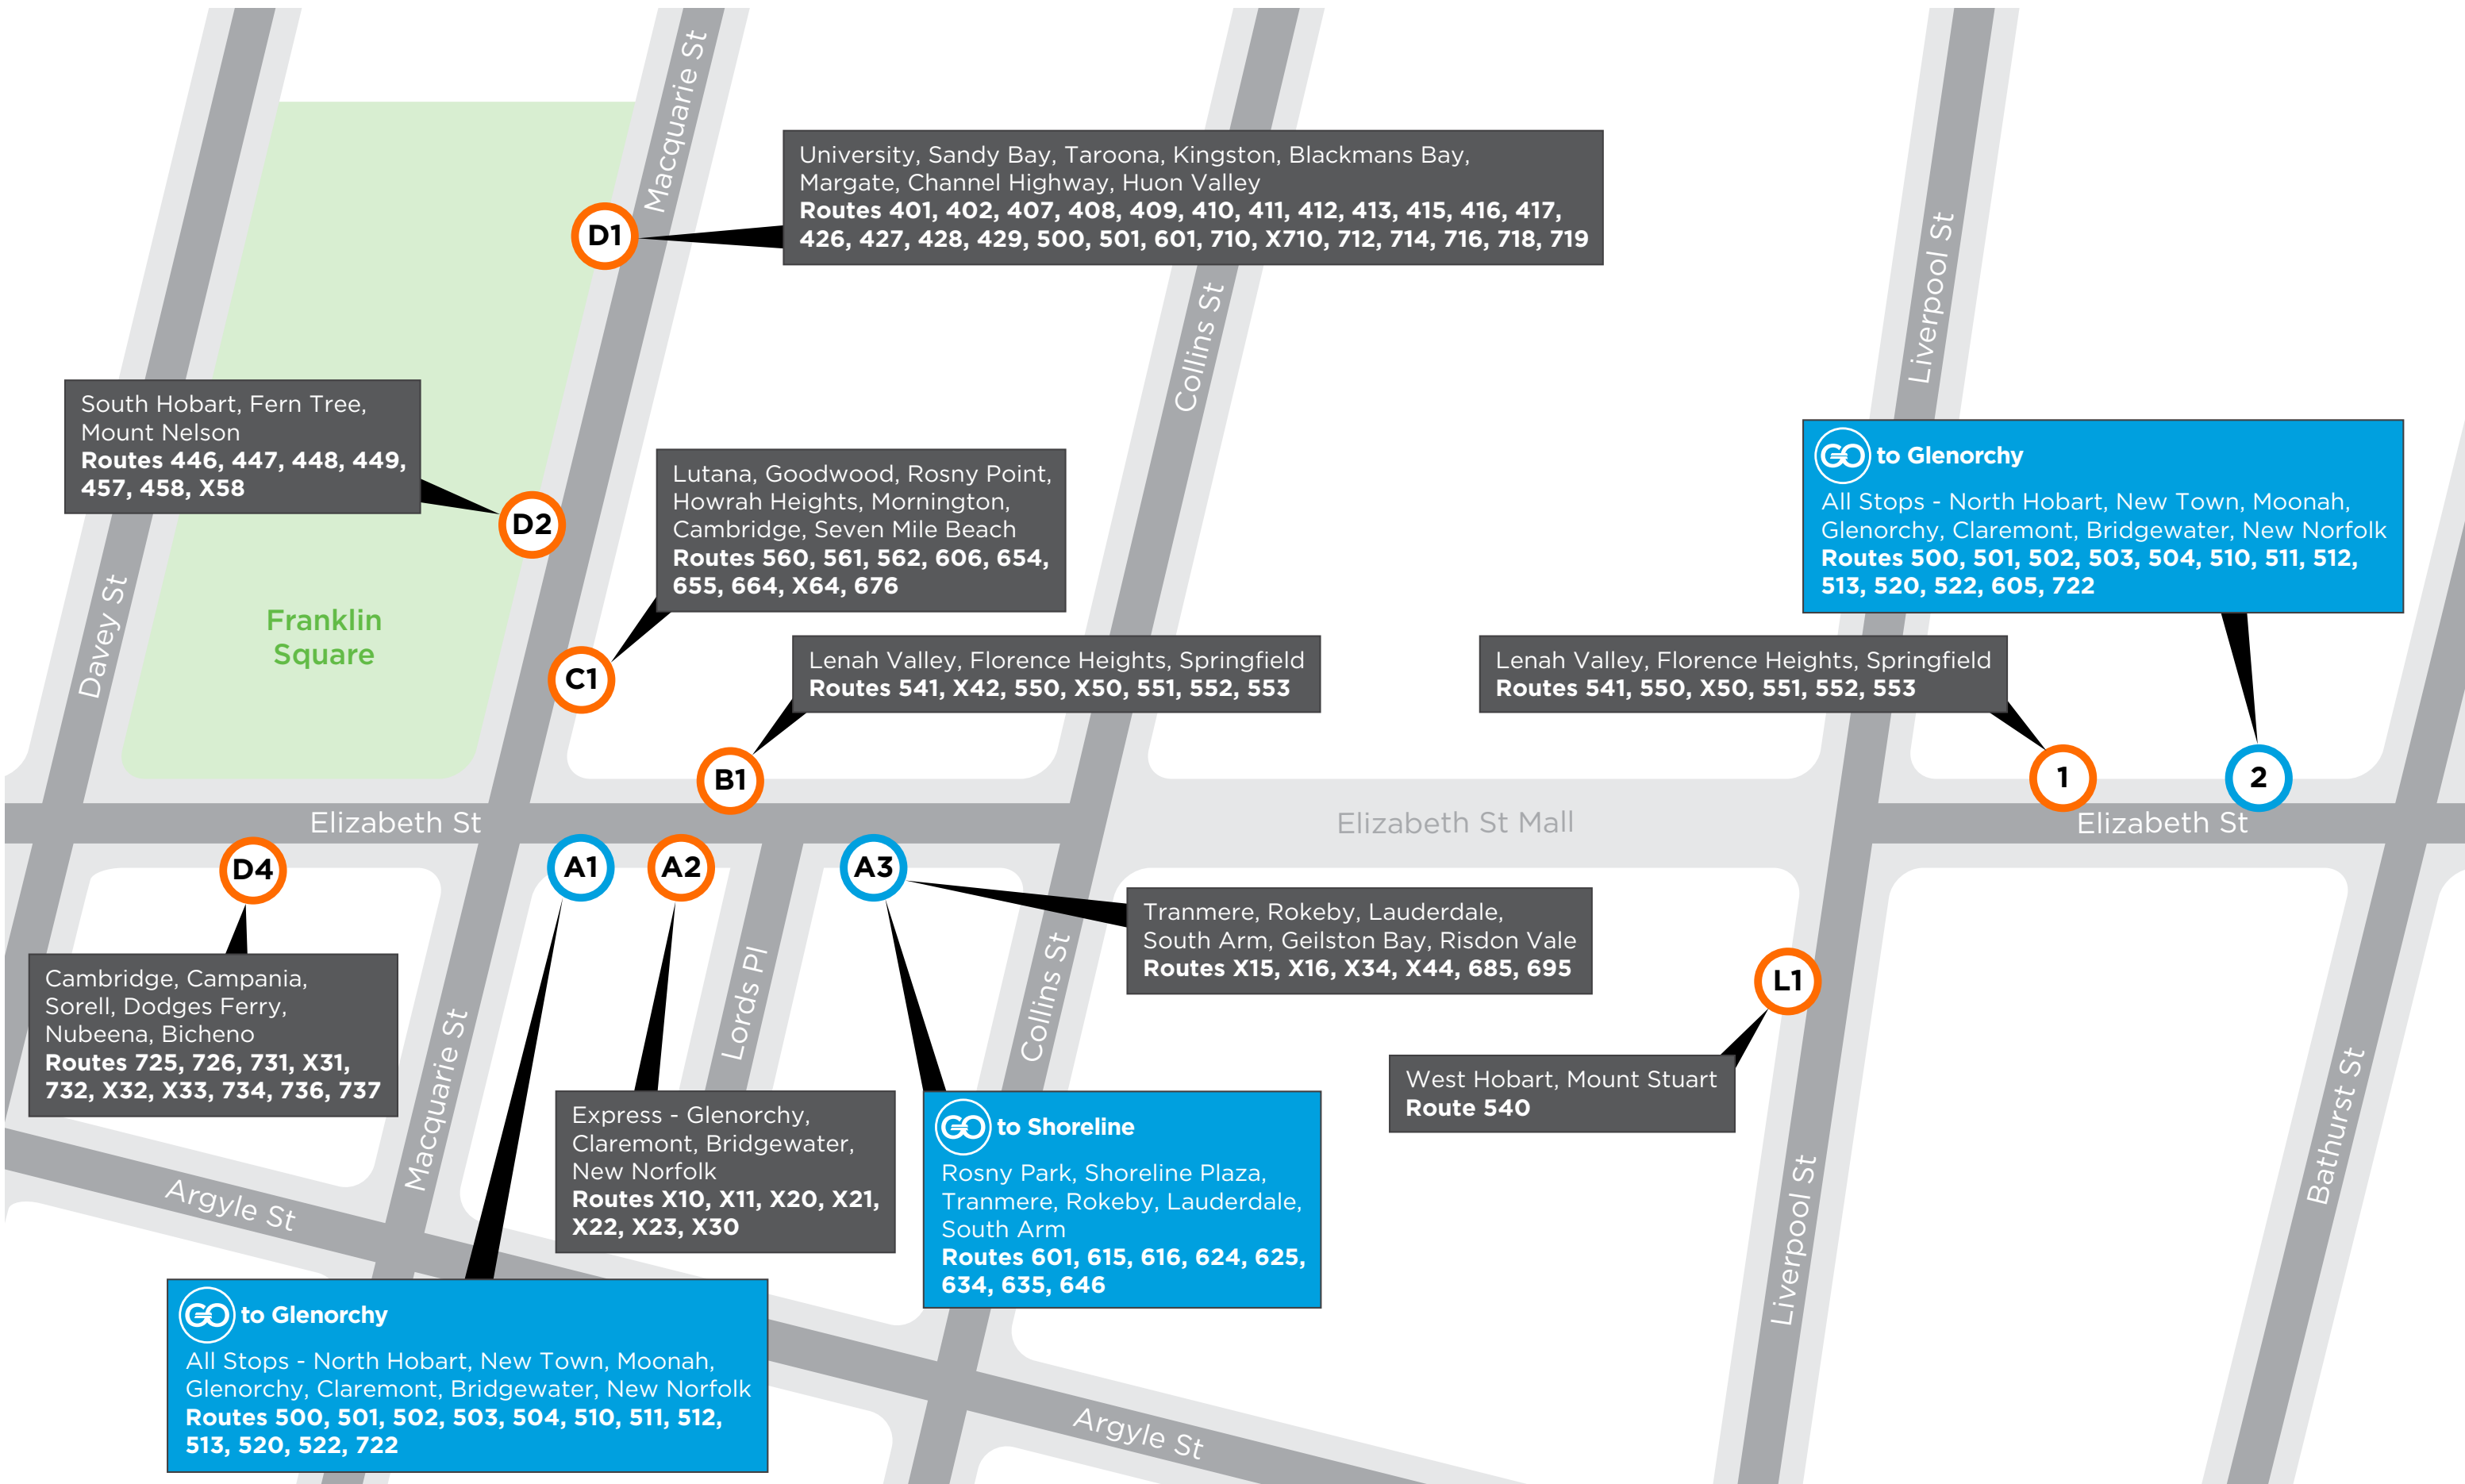 Macquarie St
University, Sandy Bay, Taroona, Kingston, Blackmans Bay,
Margate, Channel Highway, Huon Valley
Routes 401, 402, 407, 408, 409, 410, 411, 412, 413, 415, 416, 417,
426, 427, 428, 429, 500, 501, 601, 710, X710, 712, 714, 716, 718, 719
D1
Collins St
Liverpool St
South Hobart, Fern Tree,
Mount Nelson
Routes 446, 447, 448, 449,
457, 458, X58
D2
Lutana, Goodwood, Rosny Point,
Howrah Heights, Mornington,
Cambridge, Seven Mile Beach
Routes 560, 561, 562, 606, 654,
655, 664, X64, 676
C1
GO to Glenorchy
All Stops - North Hobart, New Town, Moonah,
Glenorchy, Claremont, Bridgewater, New Norfolk
Routes 500, 501, 502, 503, 504, 510, 511, 512,
513, 520, 522, 605, 722
Davey St
Franklin
Square
Lenah Valley, Florence Heights, Springfield
Routes 541, X42, 550, X50, 551, 552, 553
B1
Lenah Valley, Florence Heights, Springfield
Routes 541, 550, X50, 551, 552, 553
1
2
Elizabeth St
Elizabeth St Mall
Elizabeth St
D4
A1
A2
A3
Cambridge, Campania,
Sorell, Dodges Ferry,
Nubeena, Bicheno
Routes 725, 726, 731, X31,
732, X32, X33, 734, 736, 737
Macquarie St
Lords Pl
Collins St
Tranmere, Rokeby, Lauderdale,
South Arm, Geilston Bay, Risdon Vale
Routes X15, X16, X34, X44, 685, 695
L1
West Hobart, Mount Stuart
Route 540
Express - Glenorchy,
Claremont, Bridgewater,
New Norfolk
Routes X10, X11, X20, X21,
X22, X23, X30
GO to Shoreline
Rosny Park, Shoreline Plaza,
Tranmere, Rokeby, Lauderdale,
South Arm
Routes 601, 615, 616, 624, 625,
634, 635, 646
Bathurst St
Liverpool St
Argyle St
GO to Glenorchy
All Stops - North Hobart, New Town, Moonah,
Glenorchy, Claremont, Bridgewater, New Norfolk
Routes 500, 501, 502, 503, 504, 510, 511, 512,
513, 520, 522, 722
Argyle St